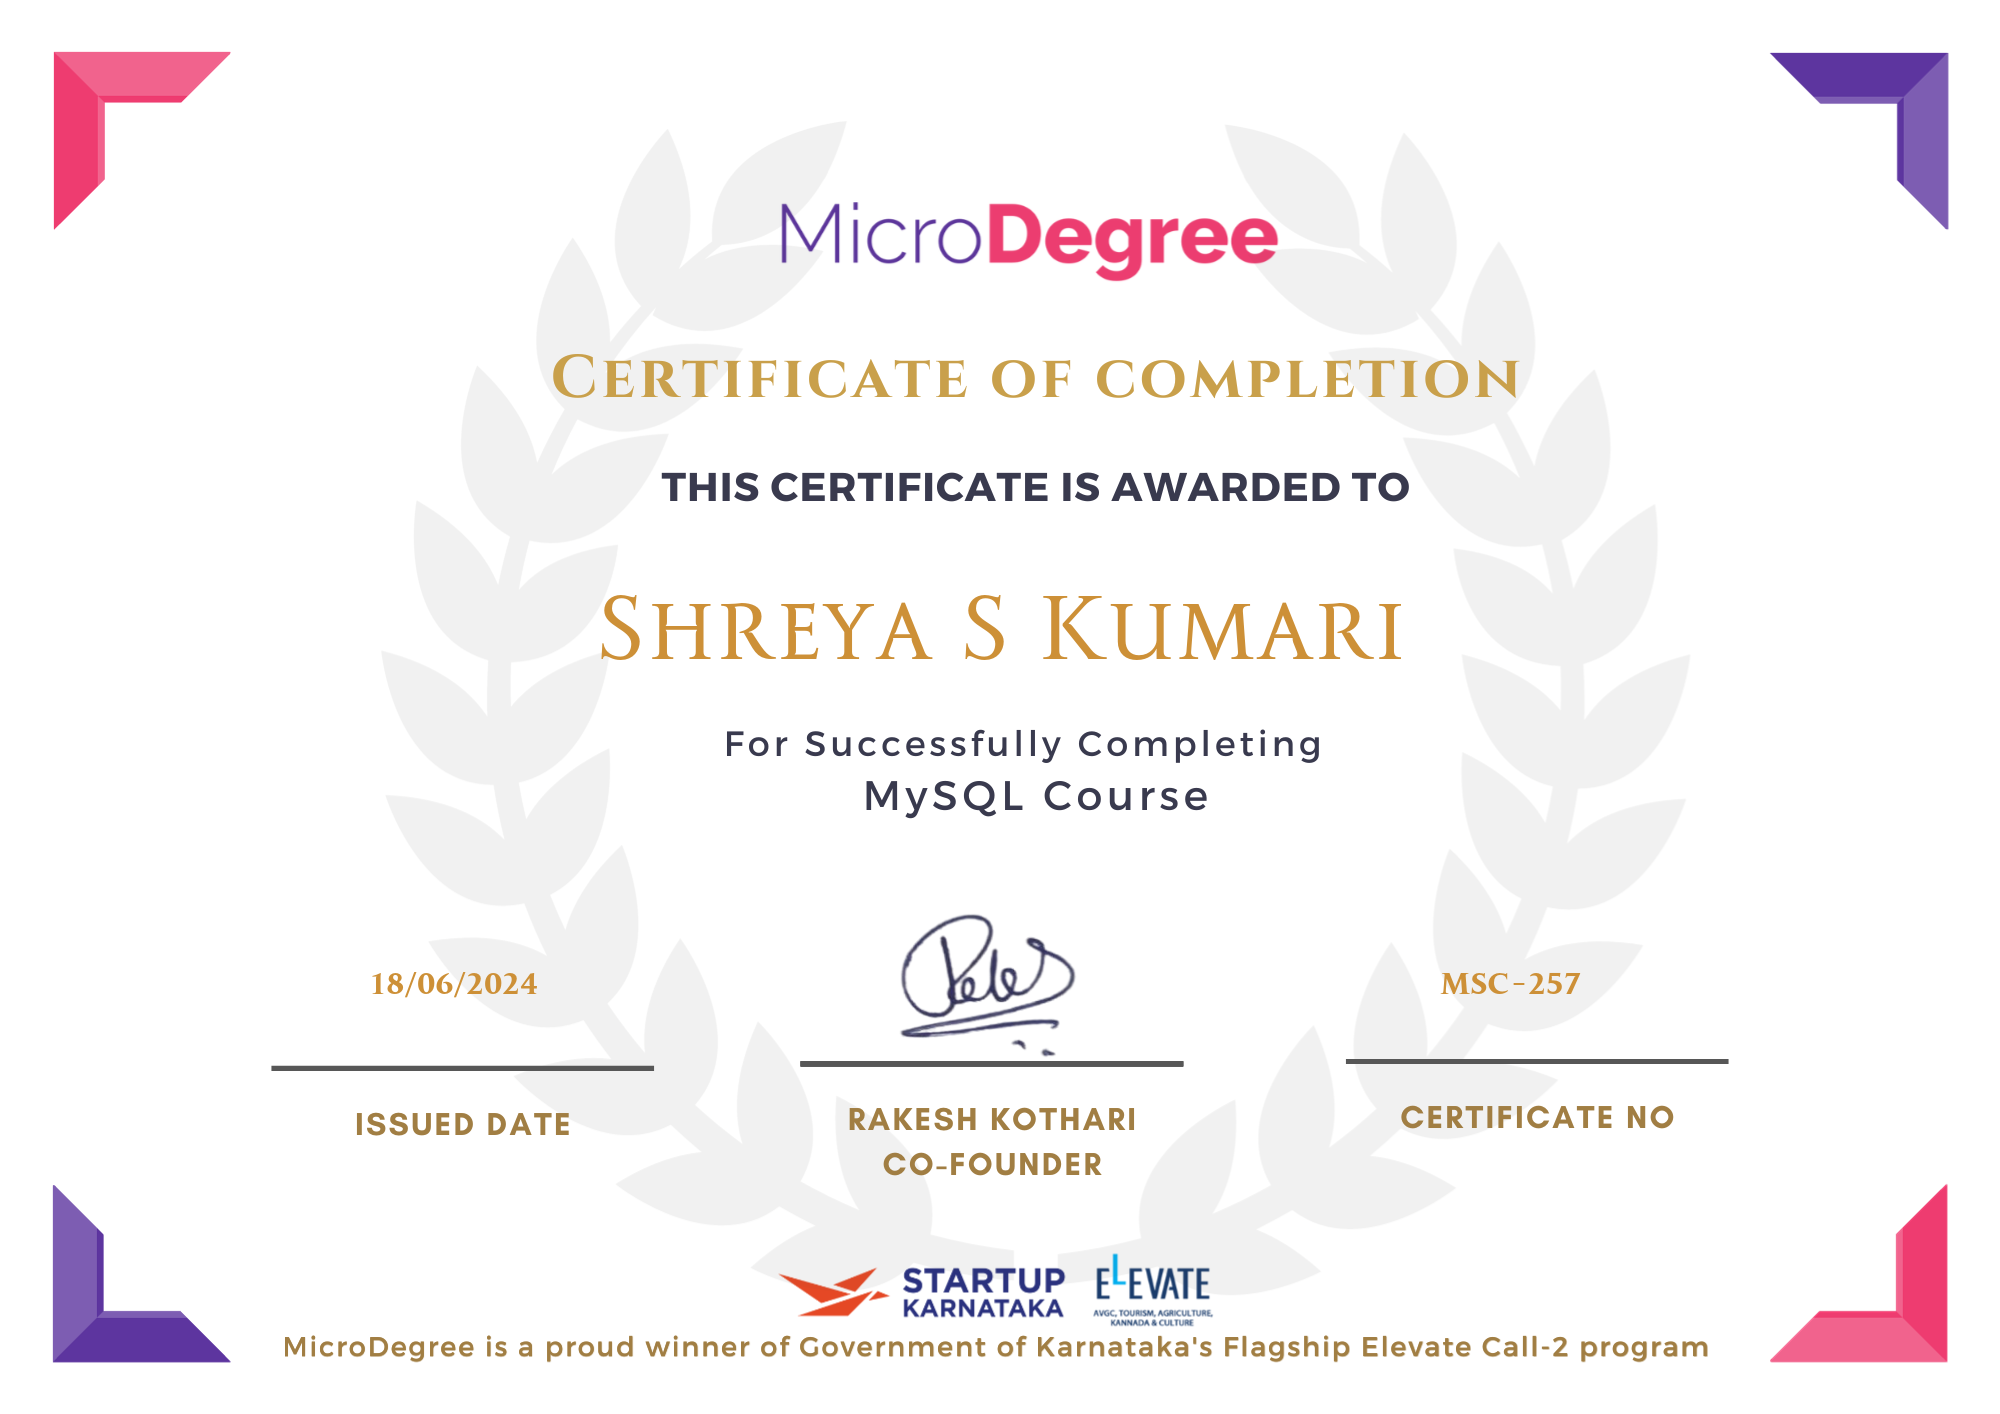 MicroDegree
Certificate of completion
THIS CERTIFICATE IS AWARDED TO
Shreya S Kumari
For Successfully Completing
MySQL Course
18/06/2024
MSC-257
ISSUED DATE
RAKESH KOTHARI
CO-FOUNDER
CERTIFICATE NO
STARTUP
KARNATAKA
ELEVATE
AVGC, TOURISM, AGRICULTURE,
KANNADA & CULTURE
MicroDegree is a proud winner of Government of Karnataka's Flagship Elevate Call-2 program